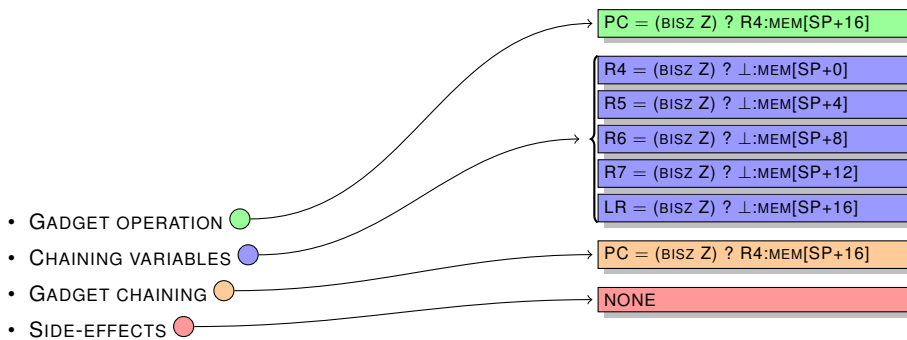 PC = (BISZ Z) ? R4:MEM[SP+16]
R4 = (BISZ Z) ? ⊥:MEM[SP+0]
R5 = (BISZ Z) ? ⊥:MEM[SP+4]
R6 = (BISZ Z) ? ⊥:MEM[SP+8]
R7 = (BISZ Z) ? ⊥:MEM[SP+12]
LR = (BISZ Z) ? ⊥:MEM[SP+16]
• GADGET OPERATION
• CHAINING VARIABLES
PC = (BISZ Z) ? R4:MEM[SP+16]
• GADGET CHAINING
NONE
• SIDE-EFFECTS